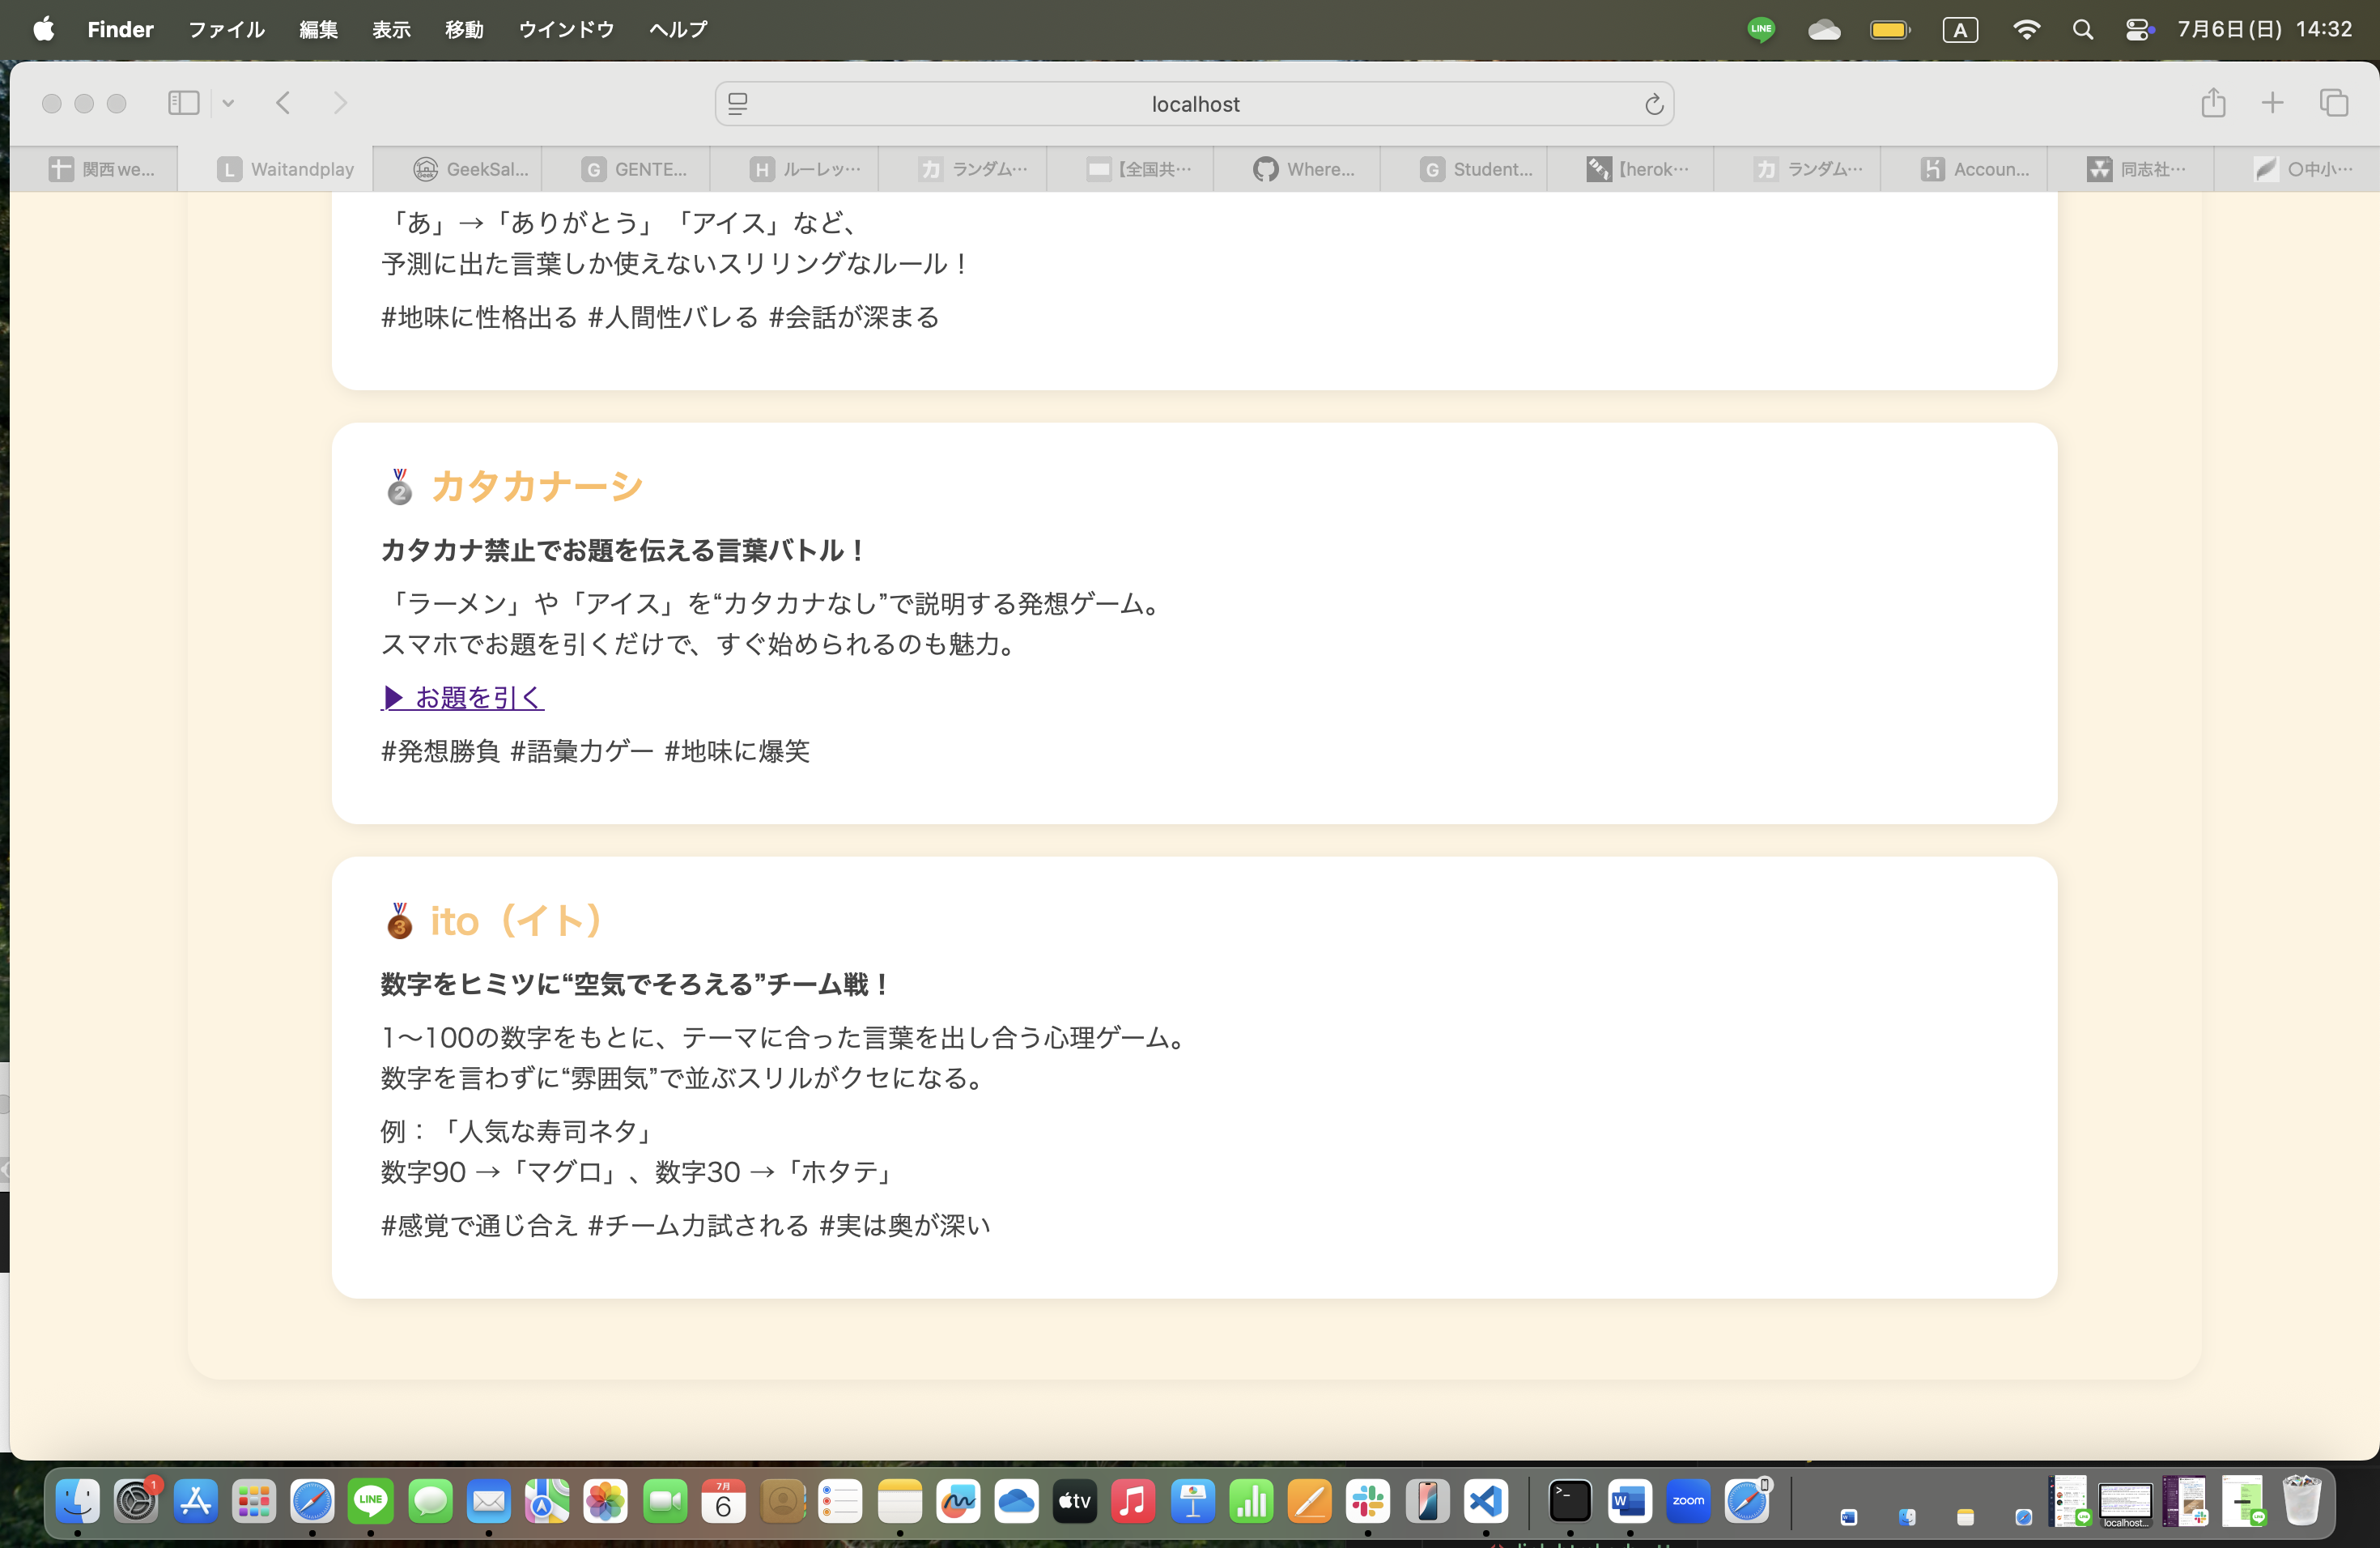 Finder ファイル 編集 表示 移動 ウインドウ ヘルプ
LINE A 7月6日(日) 14:32
localhost
関西we... L Waitandplay GeekSal... G GENTE... H ルーレッ… カ ランダム… 【全国共… Where... G Student... 【herok… カ ランダム… Accoun... 同志社… 〇中小…
「あ」→「ありがとう」「アイス」など、
予測に出た言葉しか使えないスリリングなルール！
#地味に性格出る #人間性バレる #会話が深まる
2 カタカナーシ
カタカナ禁止でお題を伝える言葉バトル！
「ラーメン」や「アイス」を“カタカナなし”で説明する発想ゲーム。
スマホでお題を引くだけで、すぐ始められるのも魅力。
▶ お題を引く
#発想勝負 #語彙力ゲー #地味に爆笑
3 ito（イト）
数字をヒミツに“空気でそろえる”チーム戦！
1〜100の数字をもとに、テーマに合った言葉を出し合う心理ゲーム。
数字を言わずに“雰囲気”で並ぶスリルがクセになる。
例：「人気な寿司ネタ」
数字90 →「マグロ」、数字30 →「ホタテ」
#感覚で通じ合え #チーム力試される #実は奥が深い
1 LINE 7月 6 tv >_ W zoom localhost...